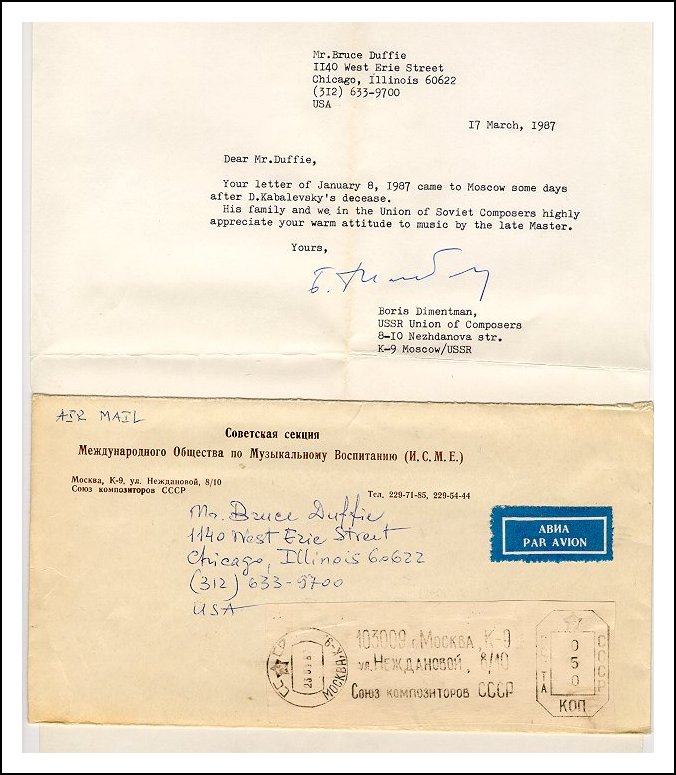 Mr.Bruce Duffie
1140 West Erie Street
Chicago, Illinois 60622
(312) 633-9700
USA
17 March, 1987
Dear Mr.Duffie,
Your letter of January 8, 1987 came to Moscow some days
after D.Kabalevsky's decease.
His family and we in the Union of Soviet Composers highly
appreciate your warm attitude to music by the late Master.
Yours,
Boris Dimentman,
USSR Union of Composers
8-10 Nezhdanova str.
K-9 Moscow/USSR
AIR MAIL
Советская секция
Международного Общества по Музыкальному Воспитанию (И.С.М.Е.)
Москва, К-9, ул. Неждановой, 8/10
Союз композиторов СССР
Тел. 229-71-85, 229-54-44
Mr. Bruce Duffie
1140 West Erie Street
Chicago, Illinois 60622
(312) 633-9700
USA
АВИА
PAR AVION
СССР
МОСКВА, К-9
103009 г. Москва, К-9
ул. Неждановой, 8/10
Союз композиторов СССР
ПОЧТА
СССР
050
КОП